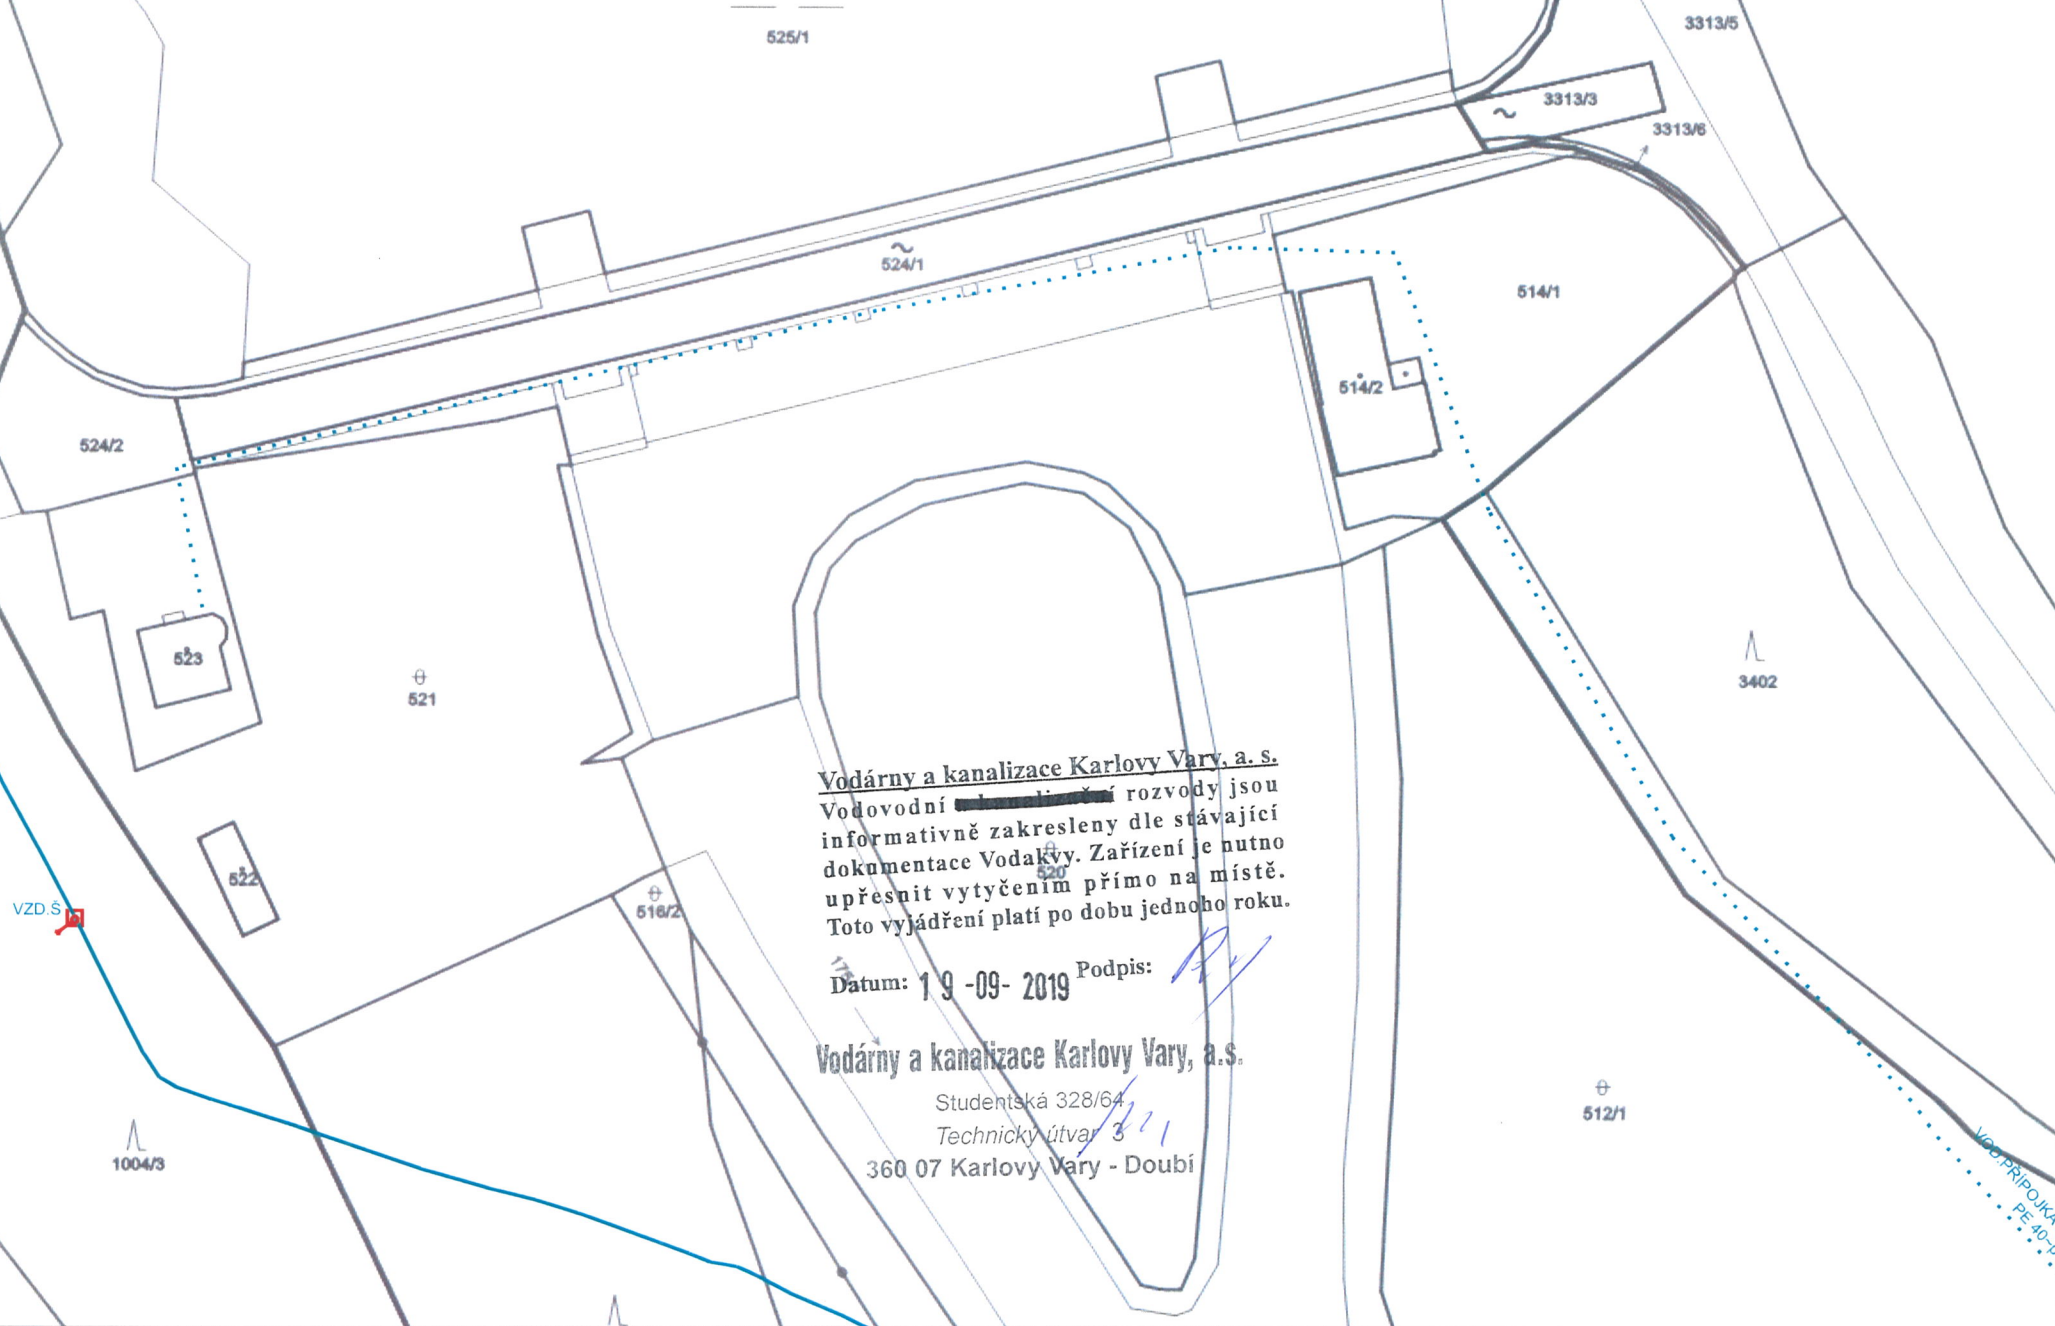 525/1
3313/5
3313/3
3313/6
524/1
514/1
514/2
524/2
523
521
3402
Vodárny a kanalizace Karlovy Vary, a. s.
Vodovodní a kanalizační rozvody jsou
informativně zakresleny dle stávající
dokumentace Vodakvy. Zařízení je nutno
upřesnit vytyčením přímo na místě.
Toto vyjádření platí po dobu jednoho roku.
520
522
516/2
VZD.Š
Datum: 19 -09- 2019 Podpis:
Vodárny a kanalizace Karlovy Vary, a.s.
Studentská 328/64
Technický útvar 3
360 07 Karlovy Vary - Doubí
512/1
1004/3
VOD.PŘÍPOJKA
PE 40